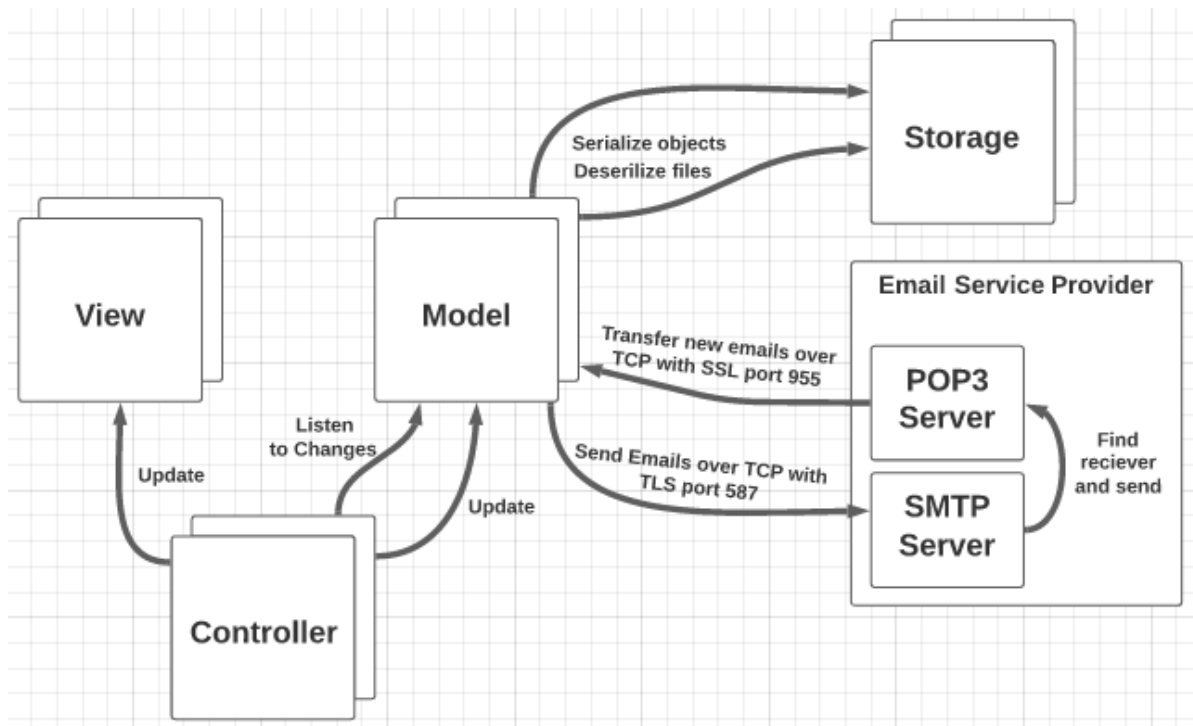 Storage
Serialize objects
Deserilize files
View
Model
Email Service Provider
Transfer new emails over
TCP with SSL port 955
POP3
Server
Listen
to Changes
Update
Send Emails over TCP with
TLS port 587
Update
Find
reciever
and send
SMTP
Server
Controller